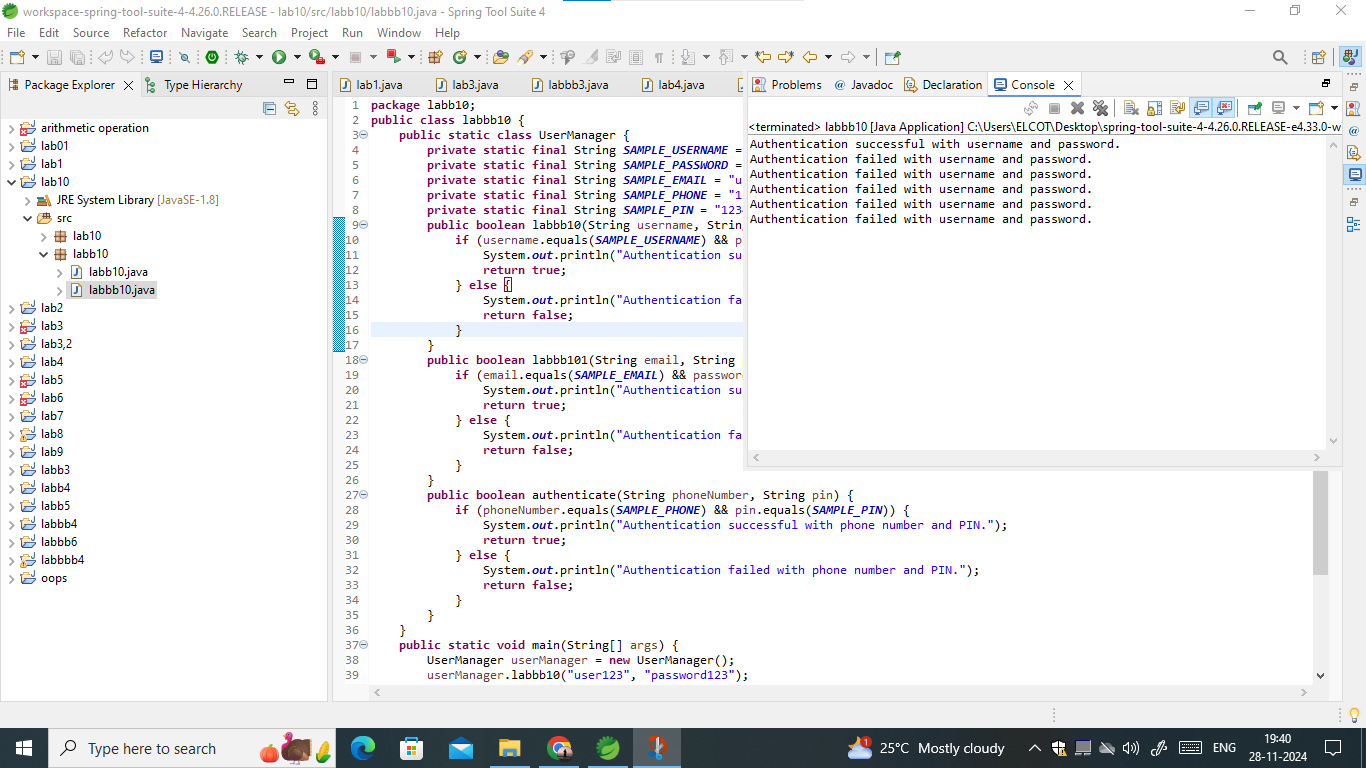 workspace-spring-tool-suite-4-4.26.0.RELEASE - lab10/src/labb10/labbb10.java - Spring Tool Suite 4
File Edit Source Refactor Navigate Search Project Run Window Help
Package Explorer Type Hierarchy
arithmetic operation
lab01
lab1
lab10
JRE System Library [JavaSE-1.8]
src
lab10
labb10
labb10.java
labbb10.java
lab2
lab3
lab3,2
lab4
lab5
lab6
lab7
lab8
lab9
labb3
labb4
labb5
labbb4
labbb6
labbbb4
oops
lab1.java lab3.java labbb3.java lab4.java
1 package labb10;
2 public class labbb10 {
3 public static class UserManager {
4 private static final String SAMPLE_USERNAME =
5 private static final String SAMPLE_PASSWORD =
6 private static final String SAMPLE_EMAIL = "u
7 private static final String SAMPLE_PHONE = "1
8 private static final String SAMPLE_PIN = "123
9 public boolean labbb10(String username, Strin
10 if (username.equals(SAMPLE_USERNAME) && p
11 System.out.println("Authentication su
12 return true;
13 } else {
14 System.out.println("Authentication fa
15 return false;
16 }
17 }
18 public boolean labbb101(String email, String
19 if (email.equals(SAMPLE_EMAIL) && passwor
20 System.out.println("Authentication su
21 return true;
22 } else {
23 System.out.println("Authentication fa
24 return false;
25 }
26 }
27 public boolean authenticate(String phoneNumber, String pin) {
28 if (phoneNumber.equals(SAMPLE_PHONE) && pin.equals(SAMPLE_PIN)) {
29 System.out.println("Authentication successful with phone number and PIN.");
30 return true;
31 } else {
32 System.out.println("Authentication failed with phone number and PIN.");
33 return false;
34 }
35 }
36 }
37 public static void main(String[] args) {
38 UserManager userManager = new UserManager();
39 userManager.labbb10("user123", "password123");
Problems @ Javadoc Declaration Console
<terminated> labbb10 [Java Application] C:\Users\ELCOT\Desktop\spring-tool-suite-4-4.26.0.RELEASE-e4.33.0-w
Authentication successful with username and password.
Authentication failed with username and password.
Authentication failed with username and password.
Authentication failed with username and password.
Authentication failed with username and password.
Authentication failed with username and password.
Type here to search
1
25°C Mostly cloudy
ENG
19:40
28-11-2024